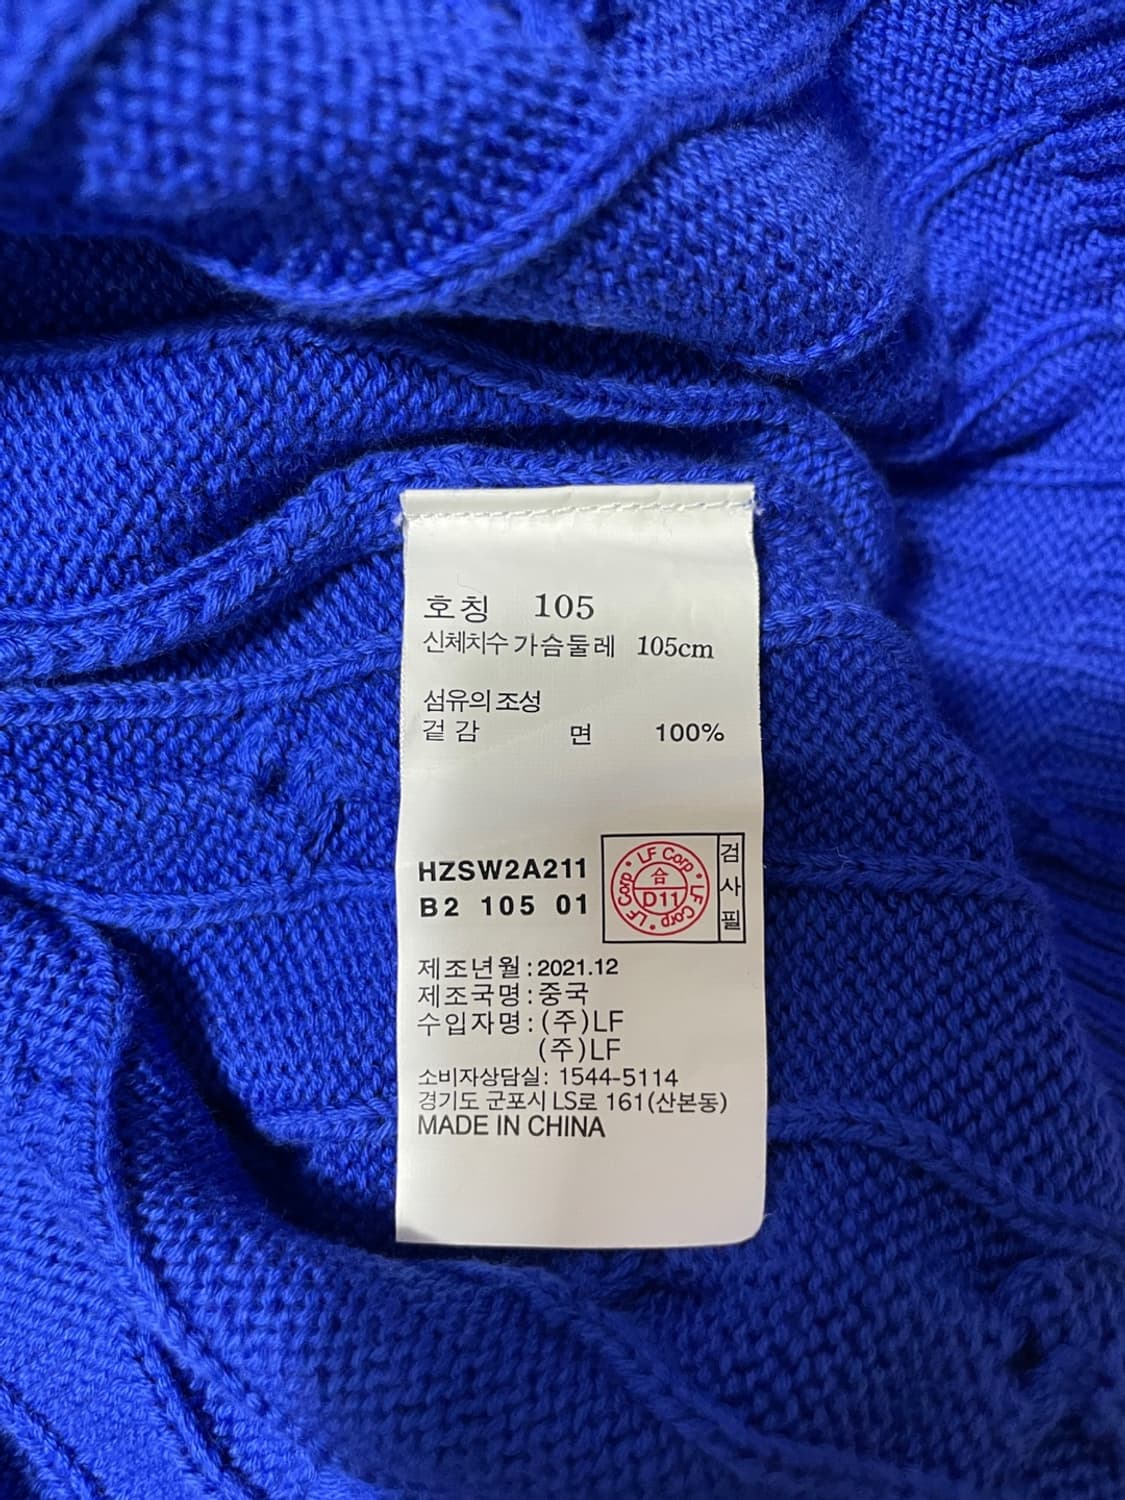 호칭 105
신체치수 가슴둘레 105cm
섬유의 조성
겉감 면 100%
HZSW2A211
B2 105 01
LF Corp • LF Corp • LF Corp •
合
D11
검사필
제조년월:2021.12
제조국명:중국
수입자명:(주)LF
(주)LF
소비자상담실: 1544-5114
경기도 군포시 LS로 161(산본동)
MADE IN CHINA